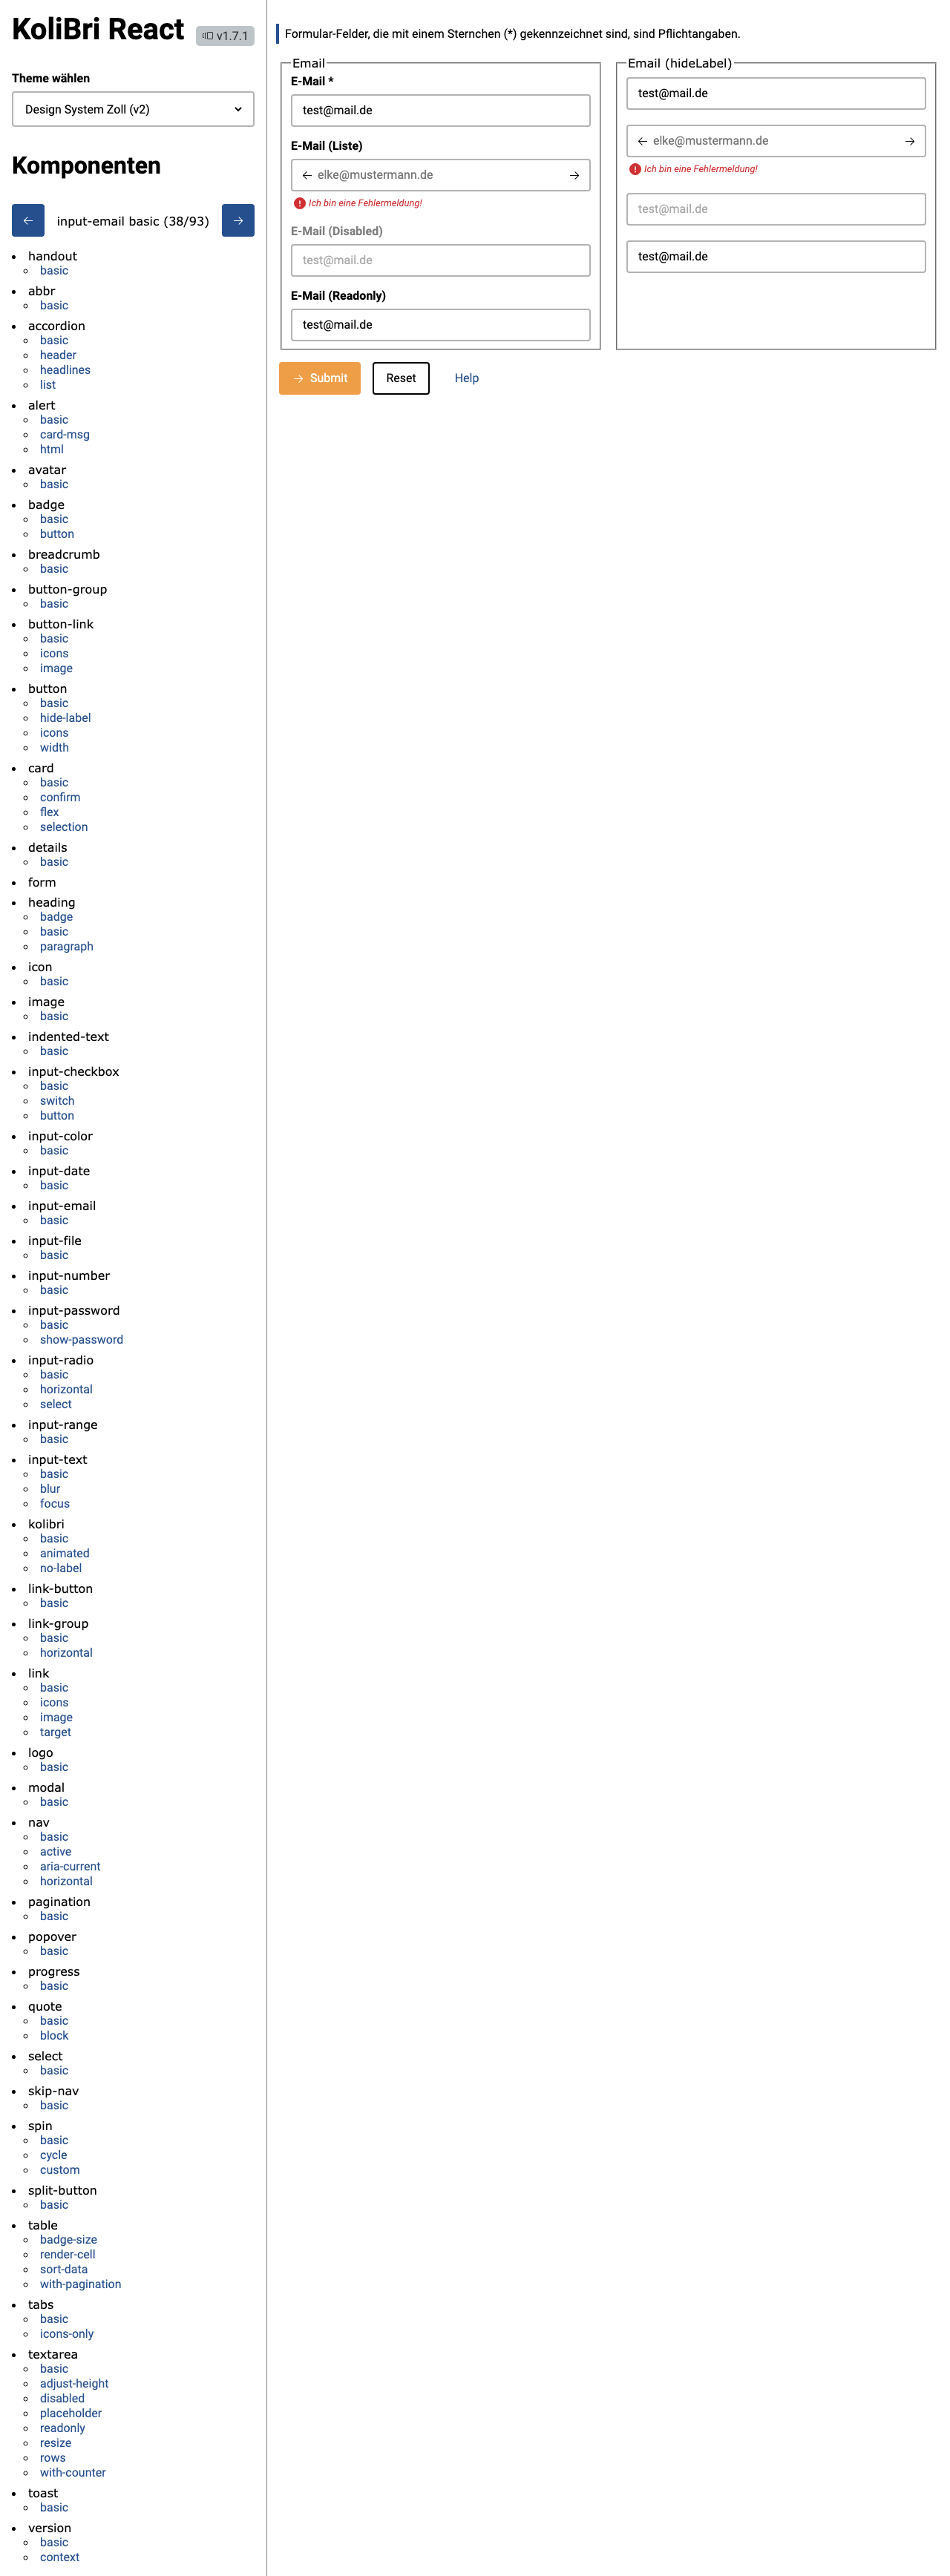 KoliBri React
v1.7.1
Theme wählen
Design System Zoll (v2)
Komponenten
← input-email basic (38/93) →
handout
basic
abbr
basic
accordion
basic
header
headlines
list
alert
basic
card-msg
html
avatar
basic
badge
basic
button
breadcrumb
basic
button-group
basic
button-link
basic
icons
image
button
basic
hide-label
icons
width
card
basic
confirm
flex
selection
details
basic
form
heading
badge
basic
paragraph
icon
basic
image
basic
indented-text
basic
input-checkbox
basic
switch
button
input-color
basic
input-date
basic
input-email
basic
input-file
basic
input-number
basic
input-password
basic
show-password
input-radio
basic
horizontal
select
input-range
basic
input-text
basic
blur
focus
kolibri
basic
animated
no-label
link-button
basic
link-group
basic
horizontal
link
basic
icons
image
target
logo
basic
modal
basic
nav
basic
active
aria-current
horizontal
pagination
basic
popover
basic
progress
basic
quote
basic
block
select
basic
skip-nav
basic
spin
basic
cycle
custom
split-button
basic
table
badge-size
render-cell
sort-data
with-pagination
tabs
basic
icons-only
textarea
basic
adjust-height
disabled
placeholder
readonly
resize
rows
with-counter
toast
basic
version
basic
context
Formular-Felder, die mit einem Sternchen (*) gekennzeichnet sind, sind Pflichtangaben.
Email
E-Mail *
test@mail.de
E-Mail (Liste)
← elke@mustermann.de →
Ich bin eine Fehlermeldung!
E-Mail (Disabled)
test@mail.de
E-Mail (Readonly)
test@mail.de
Email (hideLabel)
test@mail.de
← elke@mustermann.de →
Ich bin eine Fehlermeldung!
test@mail.de
test@mail.de
→ Submit
Reset
Help